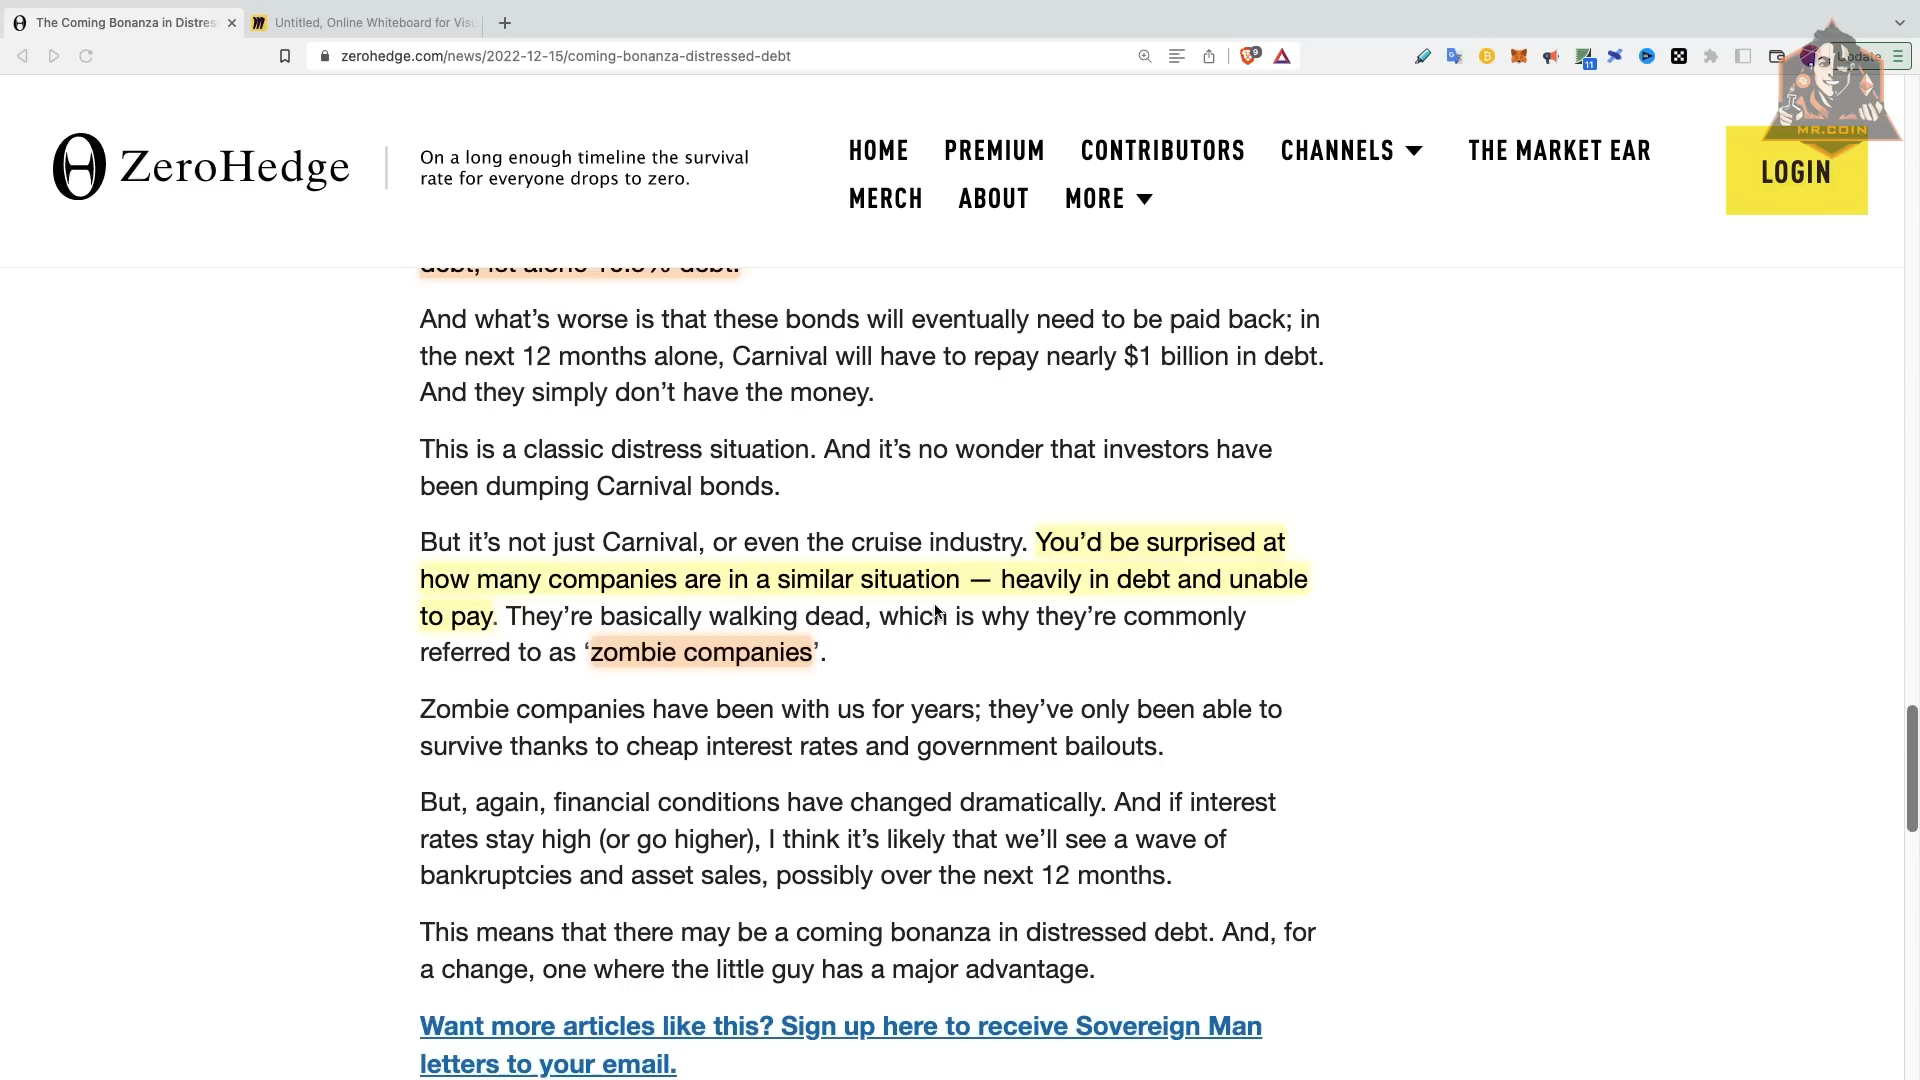 The Coming Bonanza in Distres
Untitled, Online Whiteboard for Visu
zerohedge.com/news/2022-12-15/coming-bonanza-distressed-debt
9
11
Update
MR.COIN
ZeroHedge
On a long enough timeline the survival
rate for everyone drops to zero.
HOME PREMIUM CONTRIBUTORS CHANNELS THE MARKET EAR
MERCH ABOUT MORE
LOGIN
debt, let alone 10.5% debt.
And what’s worse is that these bonds will eventually need to be paid back; in
the next 12 months alone, Carnival will have to repay nearly $1 billion in debt.
And they simply don’t have the money.
This is a classic distress situation. And it’s no wonder that investors have
been dumping Carnival bonds.
But it’s not just Carnival, or even the cruise industry. You’d be surprised at
how many companies are in a similar situation — heavily in debt and unable
to pay. They’re basically walking dead, which is why they’re commonly
referred to as ‘zombie companies’.
Zombie companies have been with us for years; they’ve only been able to
survive thanks to cheap interest rates and government bailouts.
But, again, financial conditions have changed dramatically. And if interest
rates stay high (or go higher), I think it’s likely that we’ll see a wave of
bankruptcies and asset sales, possibly over the next 12 months.
This means that there may be a coming bonanza in distressed debt. And, for
a change, one where the little guy has a major advantage.
Want more articles like this? Sign up here to receive Sovereign Man
letters to your email.